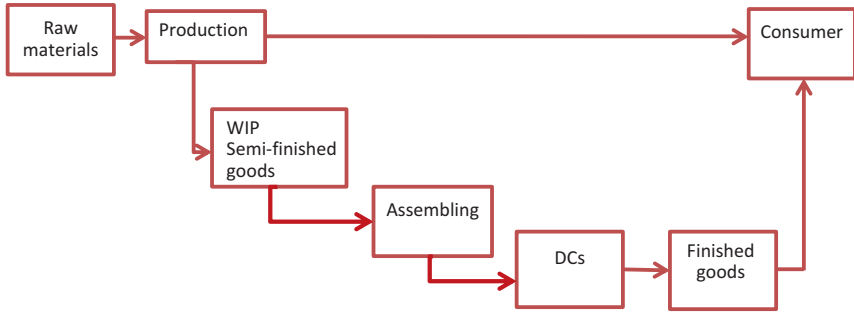 Raw
materials
Production
Consumer
WIP
Semi-finished
goods
Assembling
DCs
Finished
goods